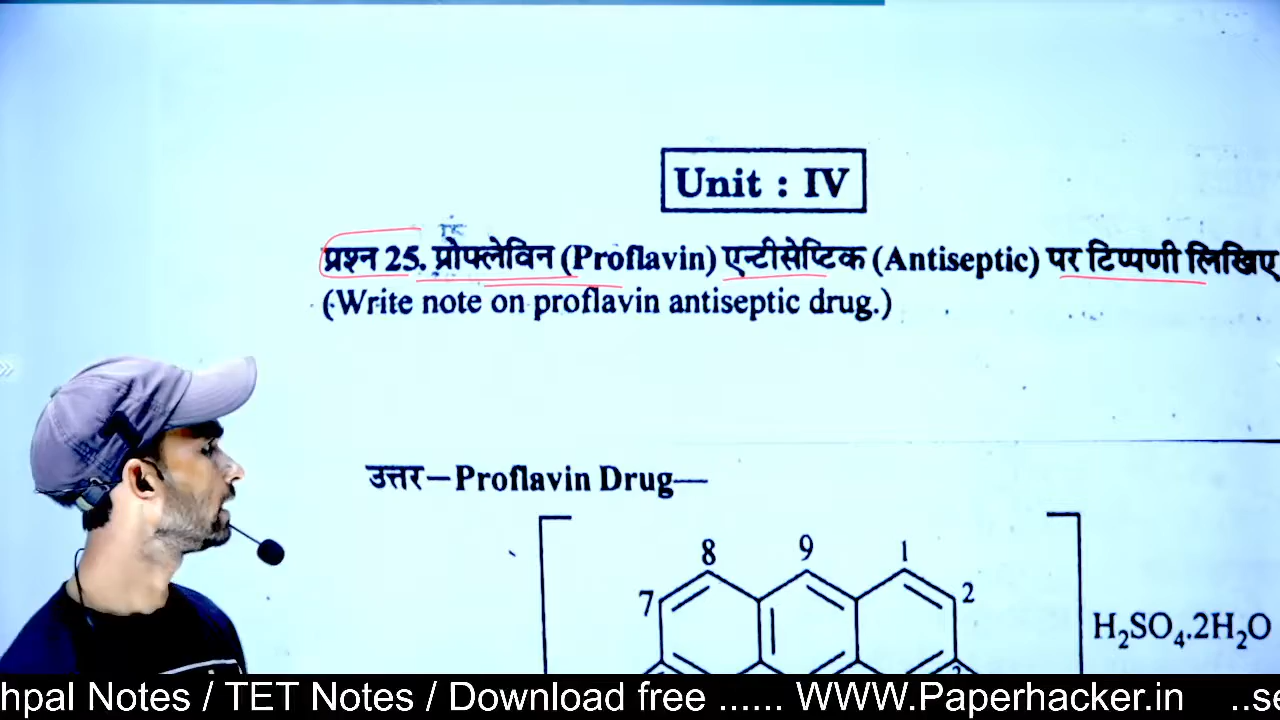 Unit : IV
प्रश्न 25. प्रोफ्लेविन (Proflavin) एन्टीसेप्टिक (Antiseptic) पर टिप्पणी लिखिए
(Write note on proflavin antiseptic drug.)
उत्तर–Proflavin Drug—
8 9 1
7 2
H₂SO₄.2H₂O
hpal Notes / TET Notes / Download free ...... WWW.Paperhacker.in ..se